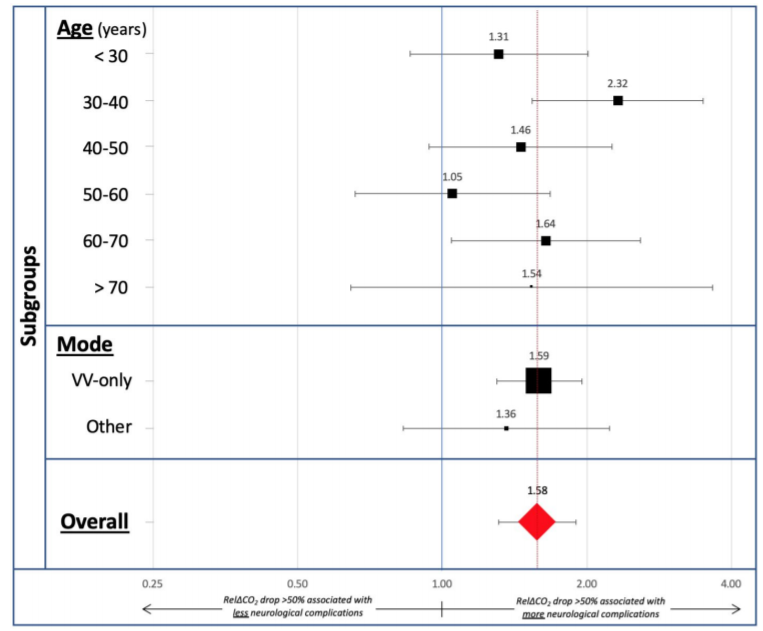 Subgroups
Age (years)
1.31
< 30
2.32
30-40
1.46
40-50
1.05
50-60
1.64
60-70
1.54
> 70
Mode
1.59
VV-only
1.36
Other
1.58
Overall
0.25 0.50 1.00 2.00 4.00
RelΔCO₂ drop >50% associated with
less neurological complications
RelΔCO₂ drop >50% associated with
more neurological complications